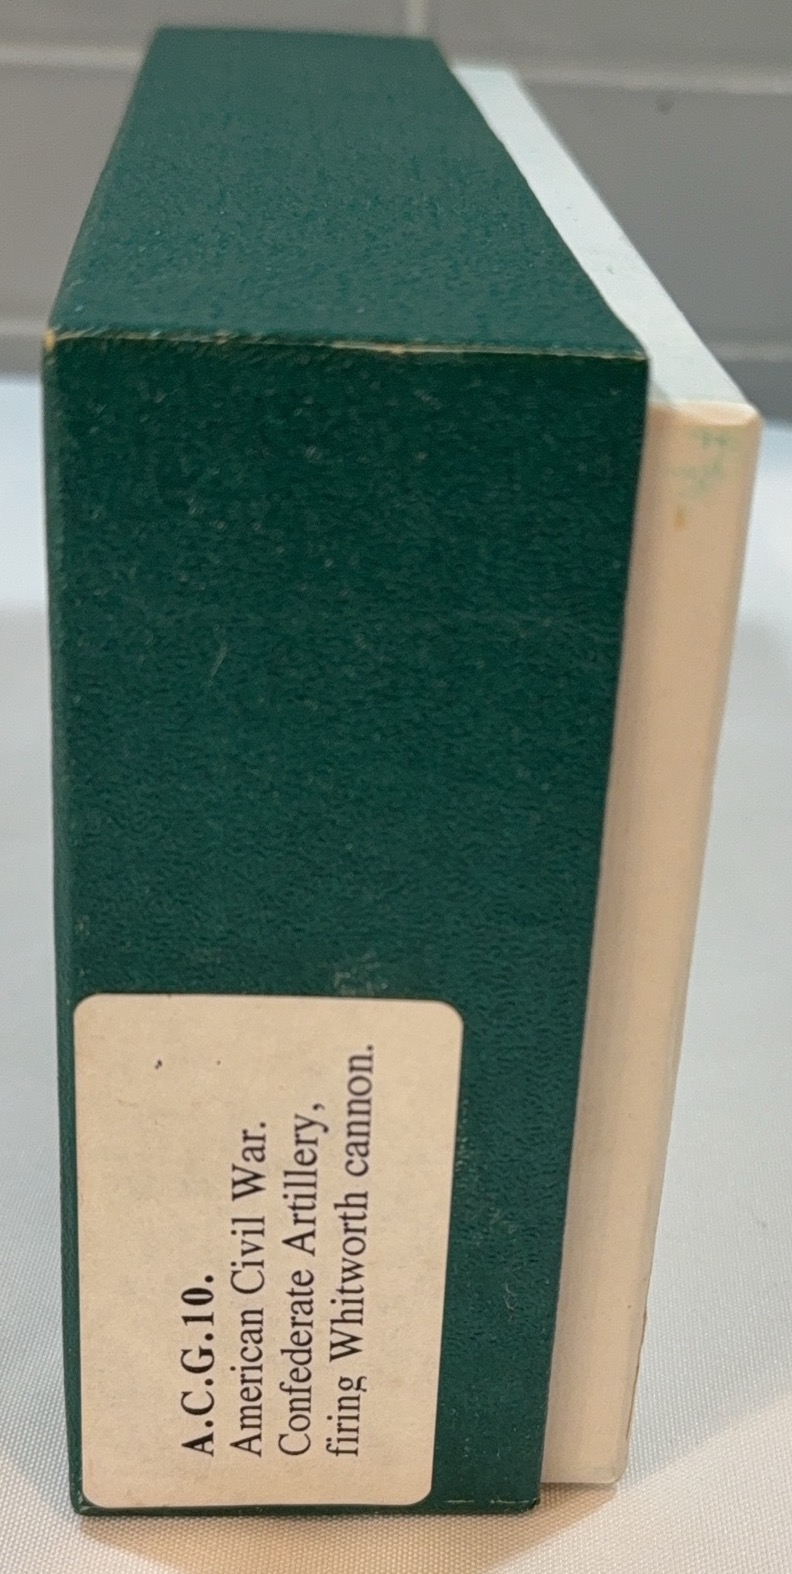 A.C.G.10.
American Civil War.
Confederate Artillery,
firing Whitworth cannon.